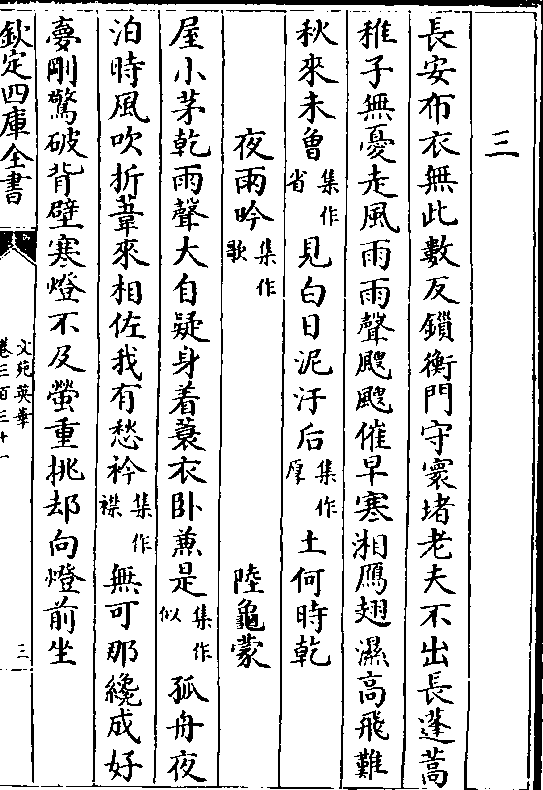 三
長安布衣無此數反鎖衡門守寰堵老夫不出長蓬蒿
稚子無憂走風雨雨聲颼颼催早寒湘鴈翅濕高飛難
秋來未曾集作省見白日泥汙后集作厚土何時乾
夜雨吟集作歌 陸龜蒙
屋小茅乾雨聲大自疑身着蓑衣卧兼是集作似孤舟夜
泊時風吹折葦來相佐我有愁衿集作襟無可那纔成好
夢剛驚破背壁寒燈不及螢重挑却向燈前坐
欽定四庫全書
文苑英華
卷三百三十一
三